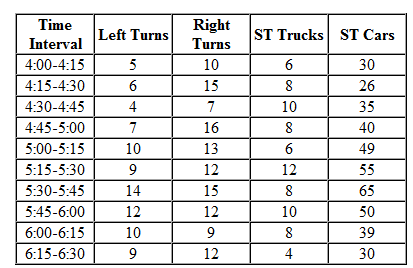 Time Interval Left Turns Right Turns ST Trucks ST Cars
4:00-4:15 5 10 6 30
4:15-4:30 6 15 8 26
4:30-4:45 4 7 10 35
4:45-5:00 7 16 8 40
5:00-5:15 10 13 6 49
5:15-5:30 9 12 12 55
5:30-5:45 14 15 8 65
5:45-6:00 12 12 10 50
6:00-6:15 10 9 8 39
6:15-6:30 9 12 4 30